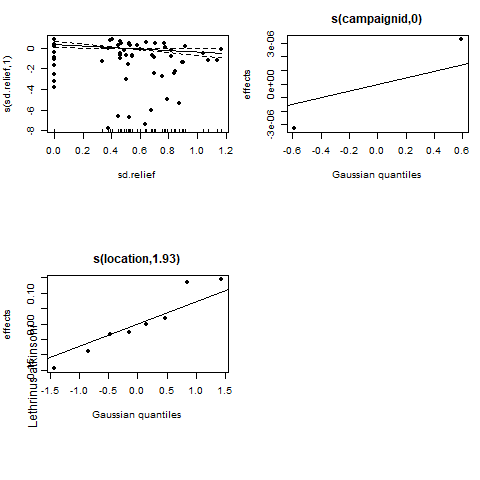 s(campaignid,0)
s(sd.relief,1)
0
-2
-4
-6
-8
0.0 0.2 0.4 0.6 0.8 1.0 1.2
sd.relief
effects
3e-06
0e+00
-3e-06
-0.6 -0.4 -0.2 0.0 0.2 0.4 0.6
Gaussian quantiles
s(location,1.93)
effects
0.10
0.00
-1.5 -1.0 -0.5 0.0 0.5 1.0 1.5
Gaussian quantiles
Lethrinus atkinsoni